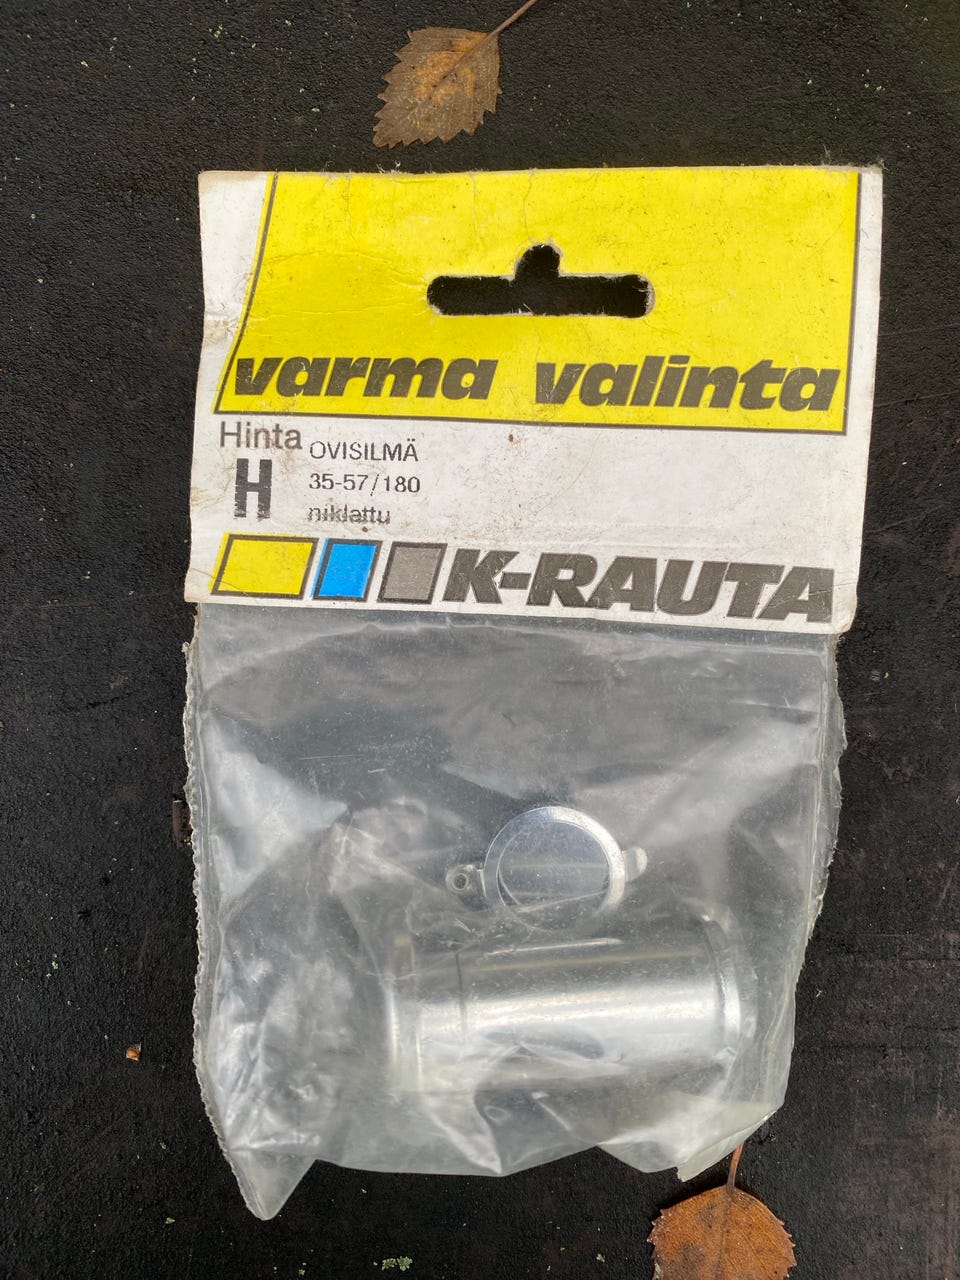 varma valinta
Hinta
H
OVISILMÄ
35-57/180
niklattu
K-RAUTA